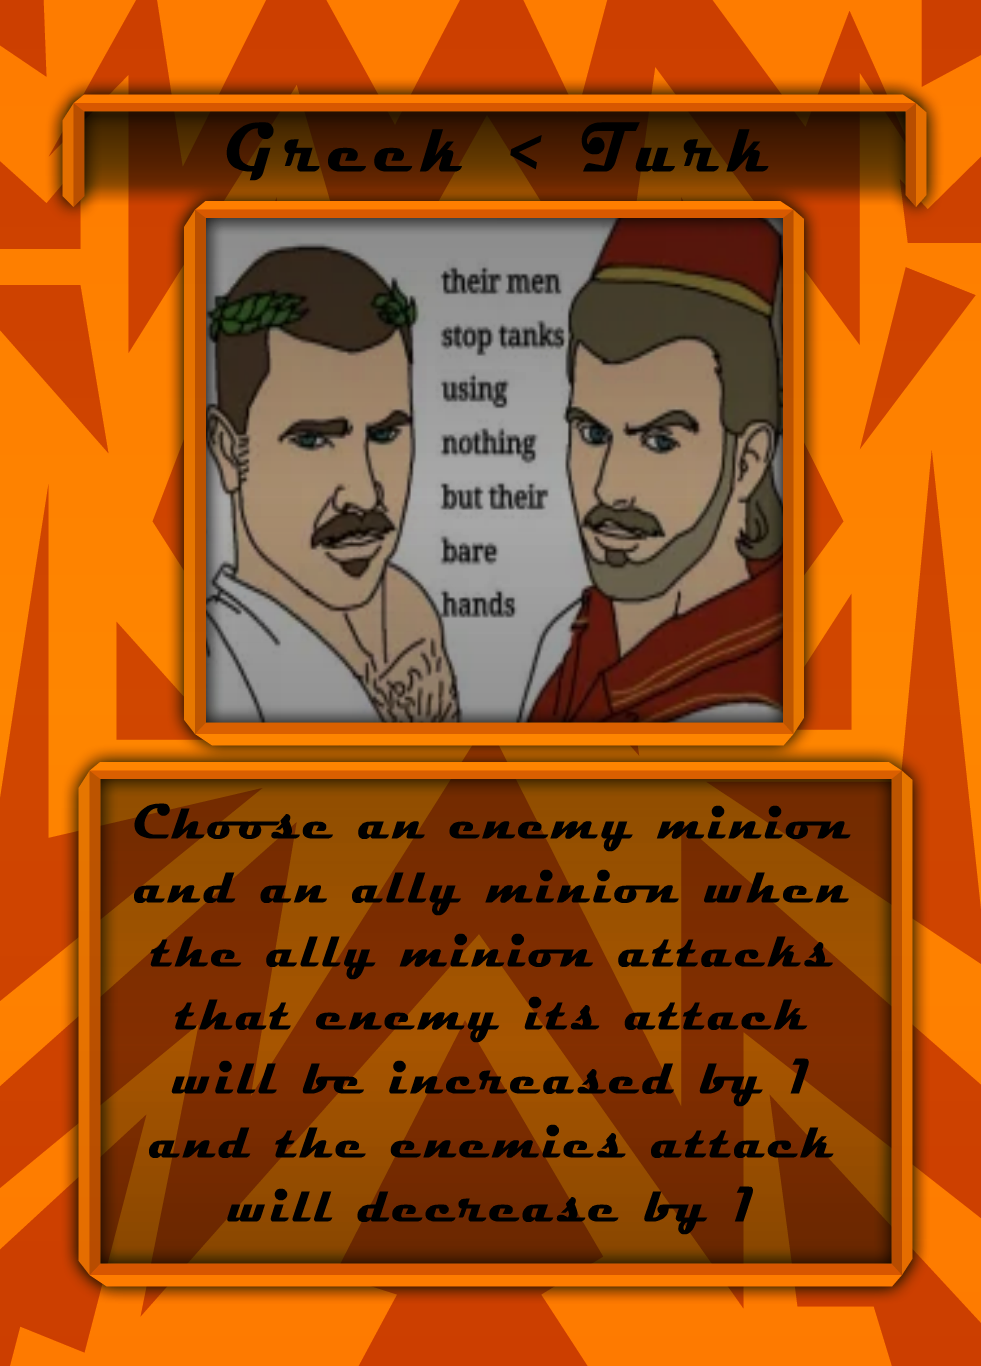 Greek < Turk
their men
stop tanks
using
nothing
but their
bare
hands
Choose an enemy minion
and an ally minion when
the ally minion attacks
that enemy its attack
will be increased by 1
and the enemies attack
will decrease by 1